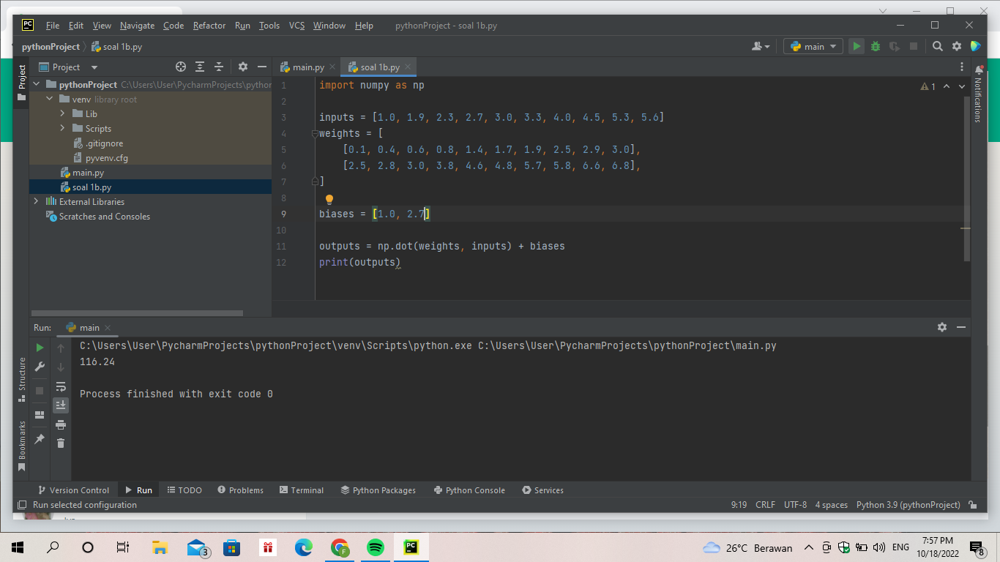 PC File Edit View Navigate Code Refactor Run Tools VCS Window Help pythonProject - soal 1b.py
pythonProject soal 1b.py main
Project
Project
main.py soal 1b.py
pythonProject C:\Users\User\PycharmProjects\python
venv library root
Lib
Scripts
.gitignore
pyvenv.cfg
main.py
soal 1b.py
External Libraries
Scratches and Consoles
1 import numpy as np
1
2
3 inputs = [1.0, 1.9, 2.3, 2.7, 3.0, 3.3, 4.0, 4.5, 5.3, 5.6]
4 weights = [
5 [0.1, 0.4, 0.6, 0.8, 1.4, 1.7, 1.9, 2.5, 2.9, 3.0],
6 [2.5, 2.8, 3.0, 3.8, 4.6, 4.8, 5.7, 5.8, 6.6, 6.8],
7 ]
8
9 biases = [1.0, 2.7]
10
11 outputs = np.dot(weights, inputs) + biases
12 print(outputs)
Notifications
Run: main
C:\Users\User\PycharmProjects\pythonProject\venv\Scripts\python.exe C:\Users\User\PycharmProjects\pythonProject\main.py
116.24
Process finished with exit code 0
Structure
Bookmarks
Version Control Run TODO Problems Terminal Python Packages Python Console Services
Run selected configuration 9:19 CRLF UTF-8 4 spaces Python 3.9 (pythonProject)
3 F PC 26°C Berawan ENG 7:57 PM
10/18/2022 8